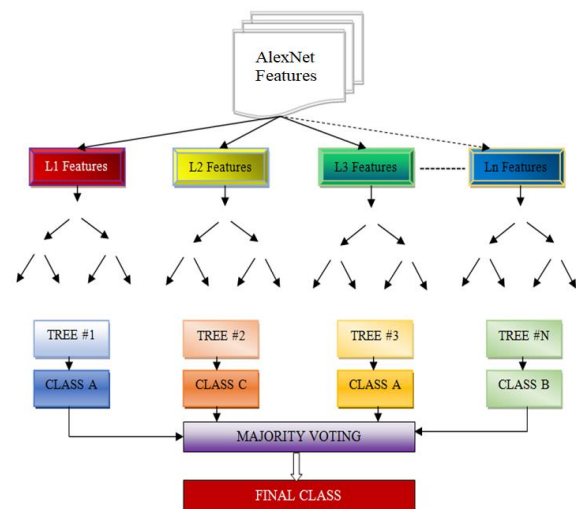 AlexNet
Features
L1 Features
L2 Features
L3 Features
Ln Features
TREE #1
TREE #2
TREE #3
TREE #N
CLASS A
CLASS C
CLASS A
CLASS B
MAJORITY VOTING
FINAL CLASS